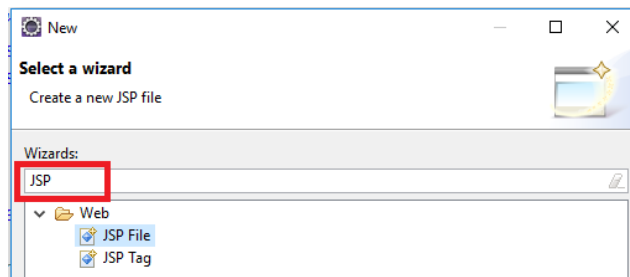 New
Select a wizard
Create a new JSP file
Wizards:
JSP
Web
JSP File
JSP Tag